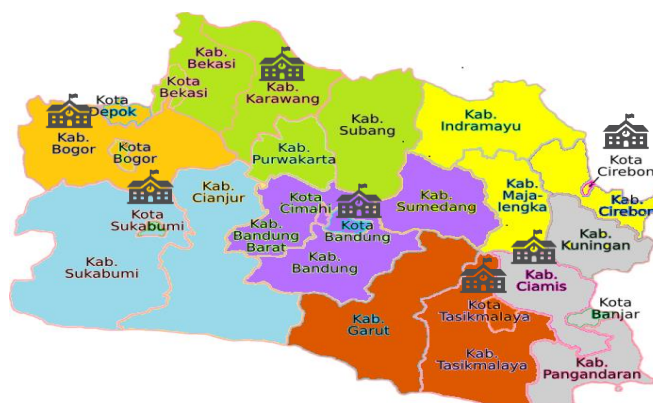 Kab.
Bekasi
Kota
Bekasi
Kab.
Karawang
Kota
Depok
Kab.
Bogor
Kota
Bogor
Kab.
Purwakarta
Kab.
Subang
Kab.
Indramayu
Kota
Cirebon
Kab.
Cirebon
Kab.
Maja-
lengka
Kab.
Kuningan
Kab.
Sumedang
Kab.
Cianjur
Kota
Cimahi
Kota
Bandung
Kab.
Bandung
Barat
Kab.
Bandung
Kota
Sukabumi
Kab.
Sukabumi
Kab.
Ciamis
Kota
Banjar
Kota
Tasikmalaya
Kab.
Garut
Kab.
Tasikmalaya
Kab.
Pangandaran